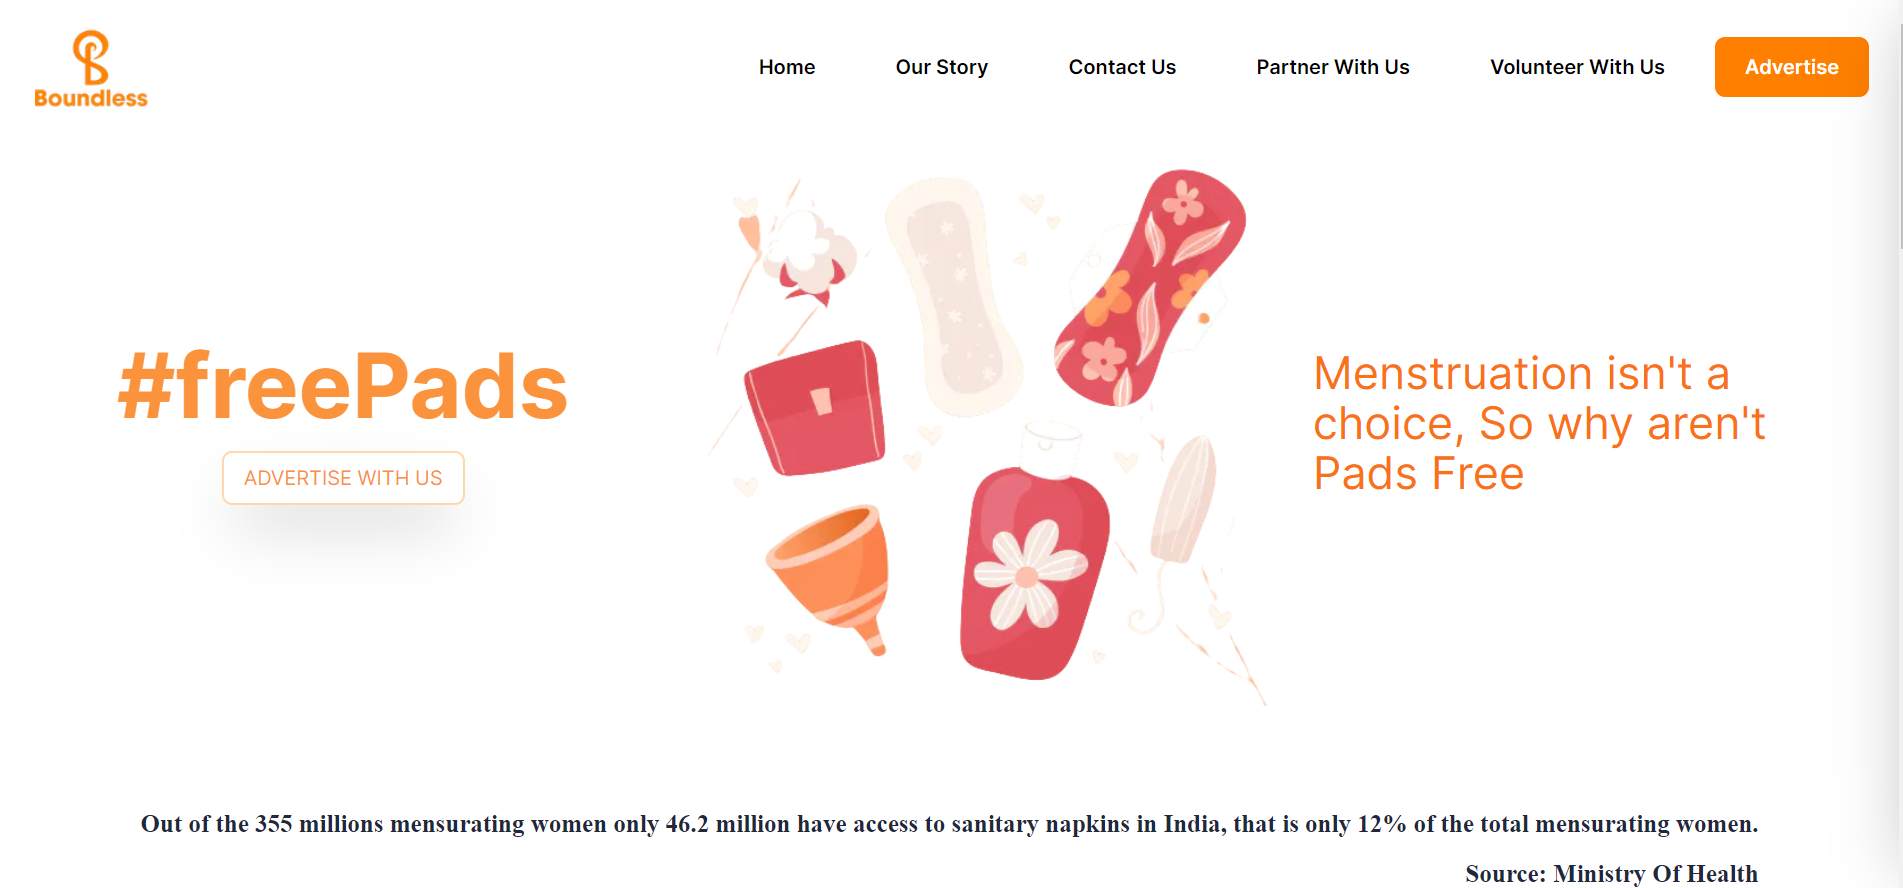 Boundless
Home
Our Story
Contact Us
Partner With Us
Volunteer With Us
Advertise
#freePads
ADVERTISE WITH US
Menstruation isn't a
choice, So why aren't
Pads Free
Out of the 355 millions mensurating women only 46.2 million have access to sanitary napkins in India, that is only 12% of the total mensurating women.
Source: Ministry Of Health